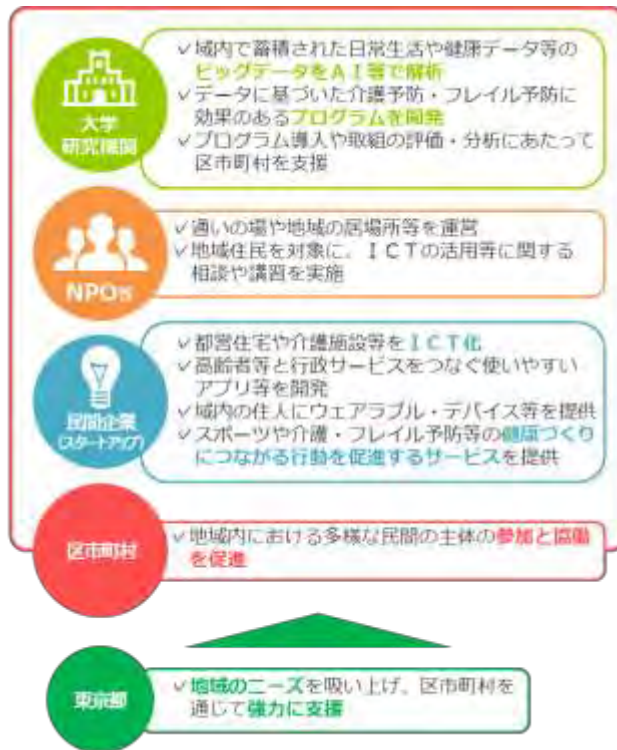 大学
研究機関
✓域内で蓄積された日常生活や健康データ等の
ビッグデータをAI等で解析
✓データに基づいた介護予防・フレイル予防に
効果のあるプログラムを開発
✓プログラム導入や取組の評価・分析にあたって
区市町村を支援
NPO等
✓通いの場や地域の居場所等を運営
✓地域住民を対象に、ICTの活用等に関する
相談や講習を実施
民間企業
(スタートアップ)
✓都営住宅や介護施設等をICT化
✓高齢者等と行政サービスをつなぐ使いやすい
アプリ等を開発
✓域内の住人にウェアラブル・デバイス等を提供
✓スポーツや介護・フレイル予防等の健康づくり
につながる行動を促進するサービスを提供
区市町村
✓地域内における多様な民間の主体の参加と協働
を促進
東京都
✓地域のニーズを吸い上げ、区市町村を
通じて強力に支援